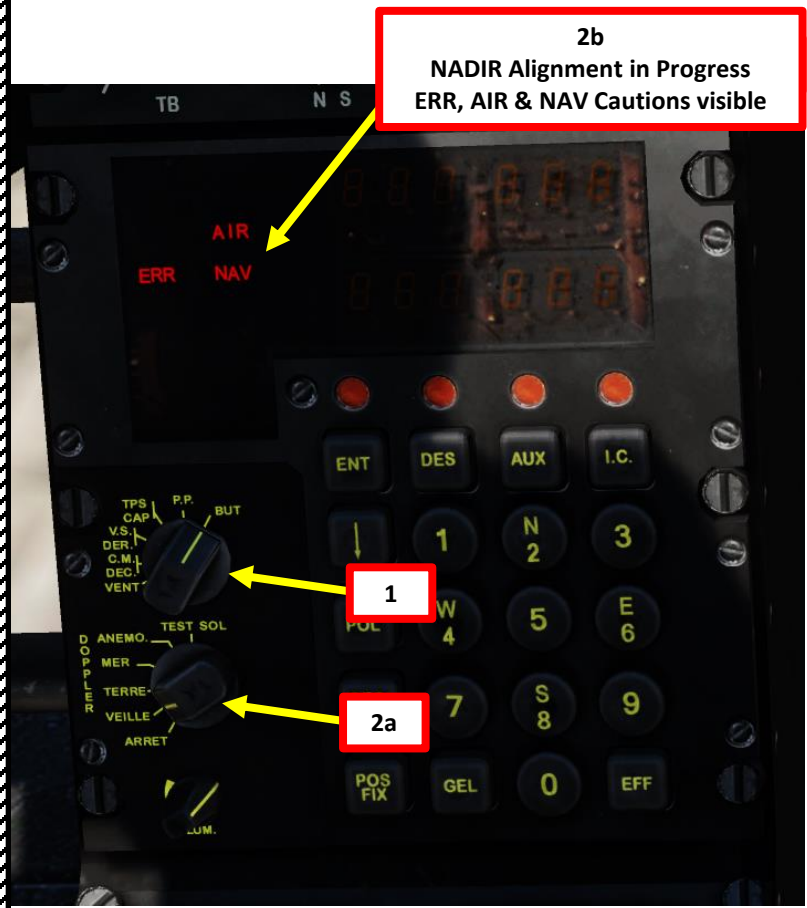 2b
NADIR Alignment in Progress
ERR, AIR & NAV Cautions visible
TB
N S
AIR
ERR NAV
ENT DES AUX I.C.
TPS
CAP
P.P.
BUT
V.S.
DER.
C.M.
DEC.
VENT
↓ 1 N 2 3
1
POL W 4 5 E 6
DOPPLER
ANEMO.
TEST SOL
MER
TERRE
VEILLE
ARRET
2a
7 S 8 9
POS FIX GEL 0 EFF